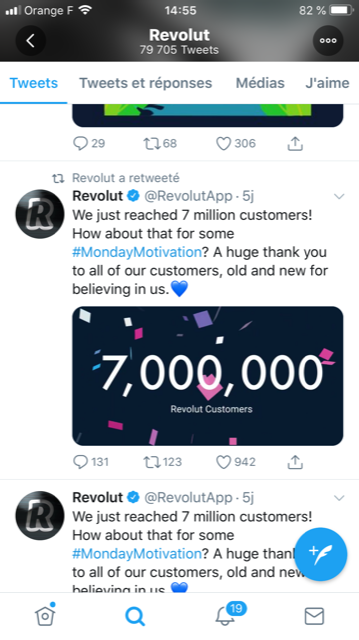 Orange F 14:55 82 %
Revolut
79 705 Tweets
Tweets Tweets et réponses Médias J'aime
29 68 306
Revolut a retweeté
Revolut @RevolutApp · 5j
We just reached 7 million customers!
How about that for some
#MondayMotivation? A huge thank you
to all of our customers, old and new for
believing in us.💙
7,000,000
Revolut Customers
131 123 942
Revolut @RevolutApp · 5j
We just reached 7 million customers!
How about that for some
#MondayMotivation? A huge than
to all of our customers, old and new
believing in us.💙
19